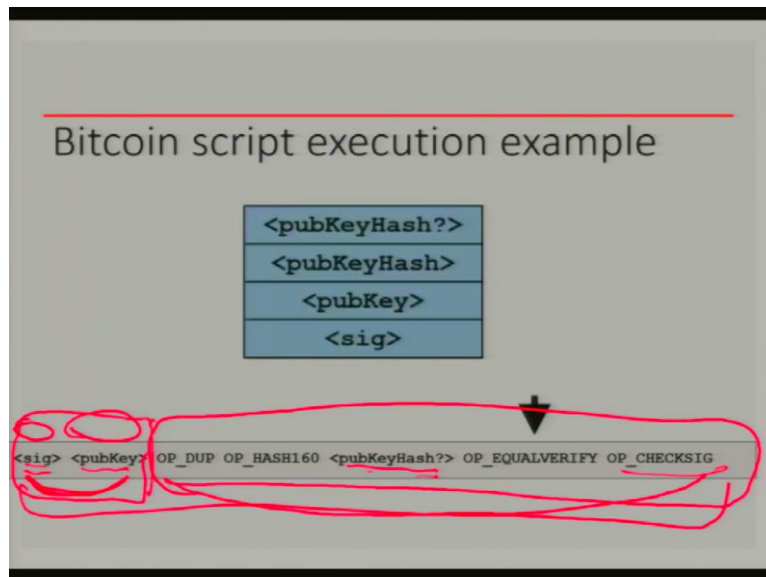 Bitcoin script execution example
<pubKeyHash?>
<pubKeyHash>
<pubKey>
<sig>
<sig> <pubKey> OP_DUP OP_HASH160 <pubKeyHash?> OP_EQUALVERIFY OP_CHECKSIG